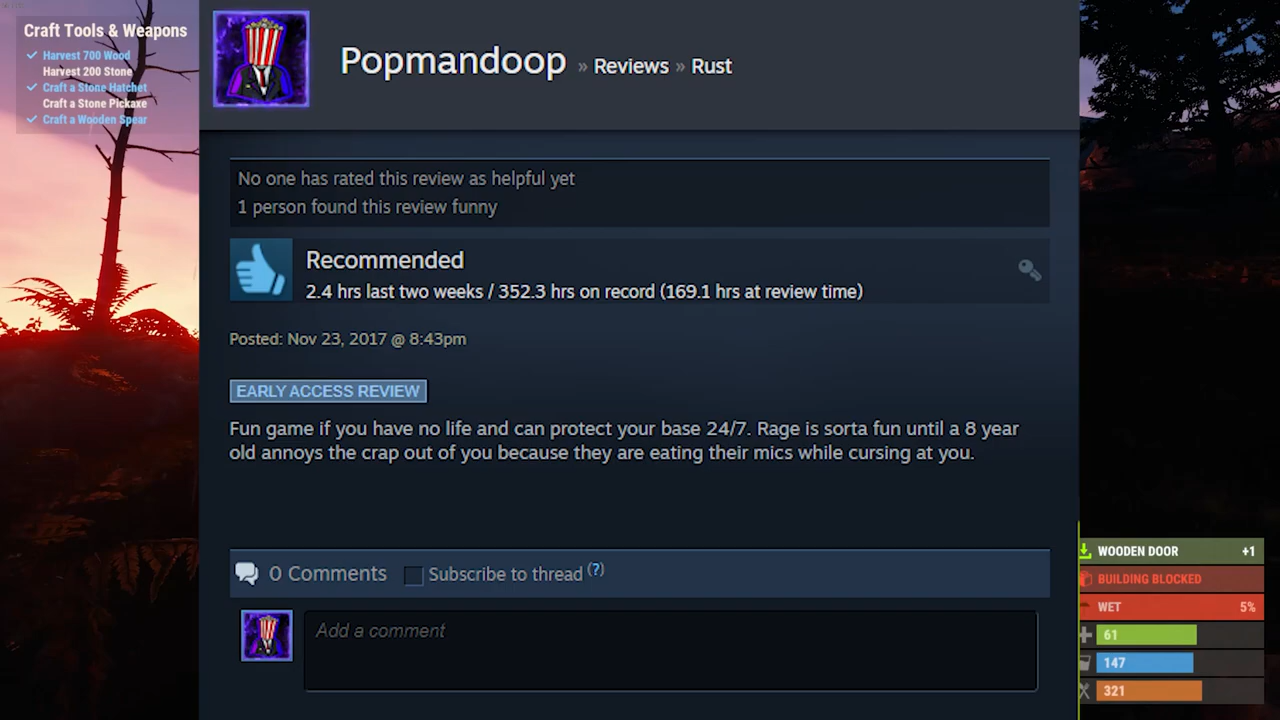 Craft Tools & Weapons
Harvest 700 Wood
Harvest 200 Stone
Craft a Stone Hatchet
Craft a Stone Pickaxe
Craft a Wooden Spear
Popmandoop » Reviews » Rust
No one has rated this review as helpful yet
1 person found this review funny
Recommended
2.4 hrs last two weeks / 352.3 hrs on record (169.1 hrs at review time)
Posted: Nov 23, 2017 @ 8:43pm
EARLY ACCESS REVIEW
Fun game if you have no life and can protect your base 24/7. Rage is sorta fun until a 8 year
old annoys the crap out of you because they are eating their mics while cursing at you.
0 Comments Subscribe to thread (?)
Add a comment
WOODEN DOOR +1
BUILDING BLOCKED
WET 5%
61
147
321